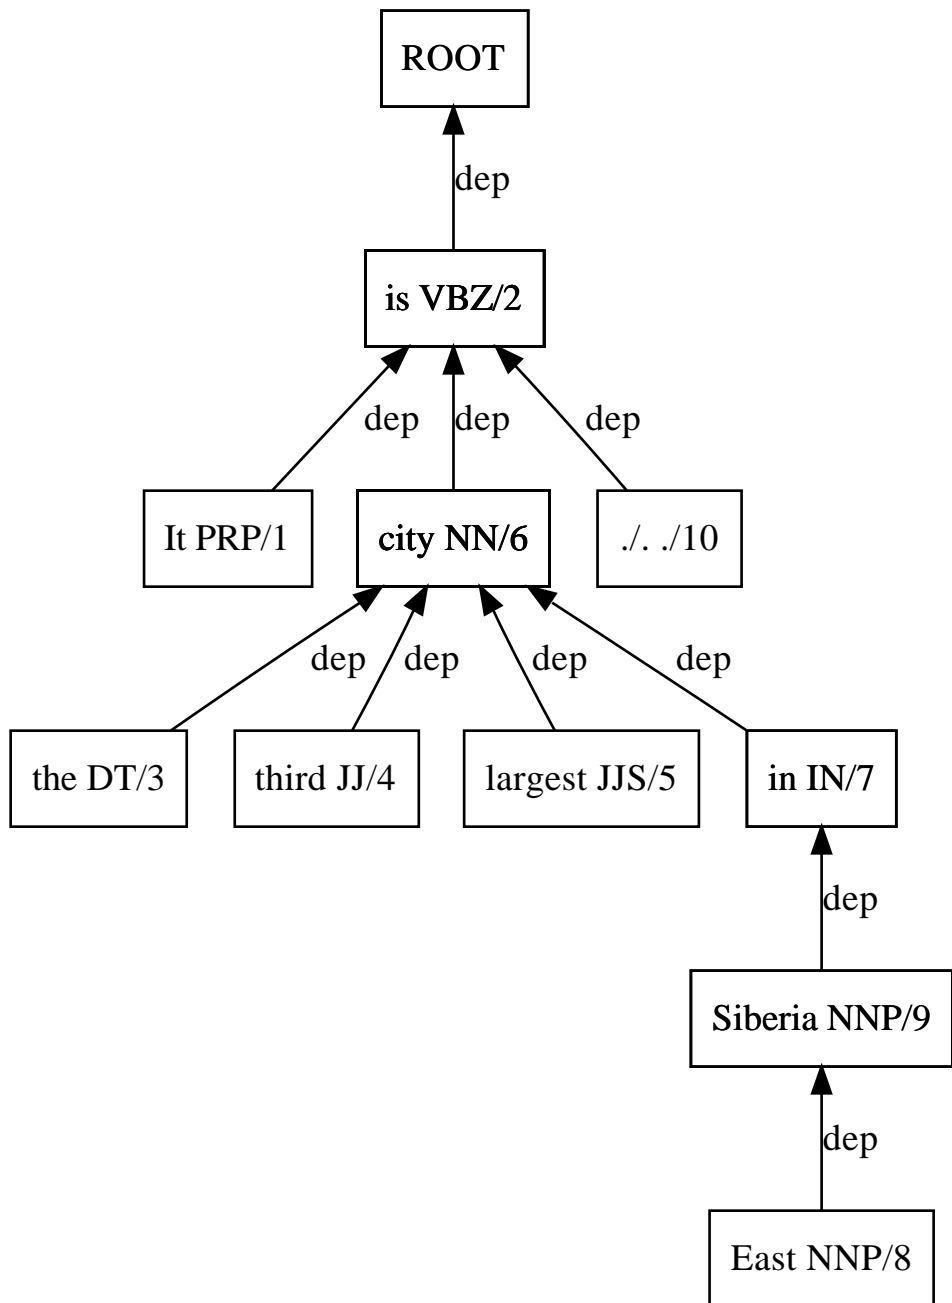 ROOT
dep
is VBZ/2
dep dep dep
It PRP/1 city NN/6 ./. ./10
dep dep dep dep
the DT/3 third JJ/4 largest JJS/5 in IN/7
dep
Siberia NNP/9
dep
East NNP/8